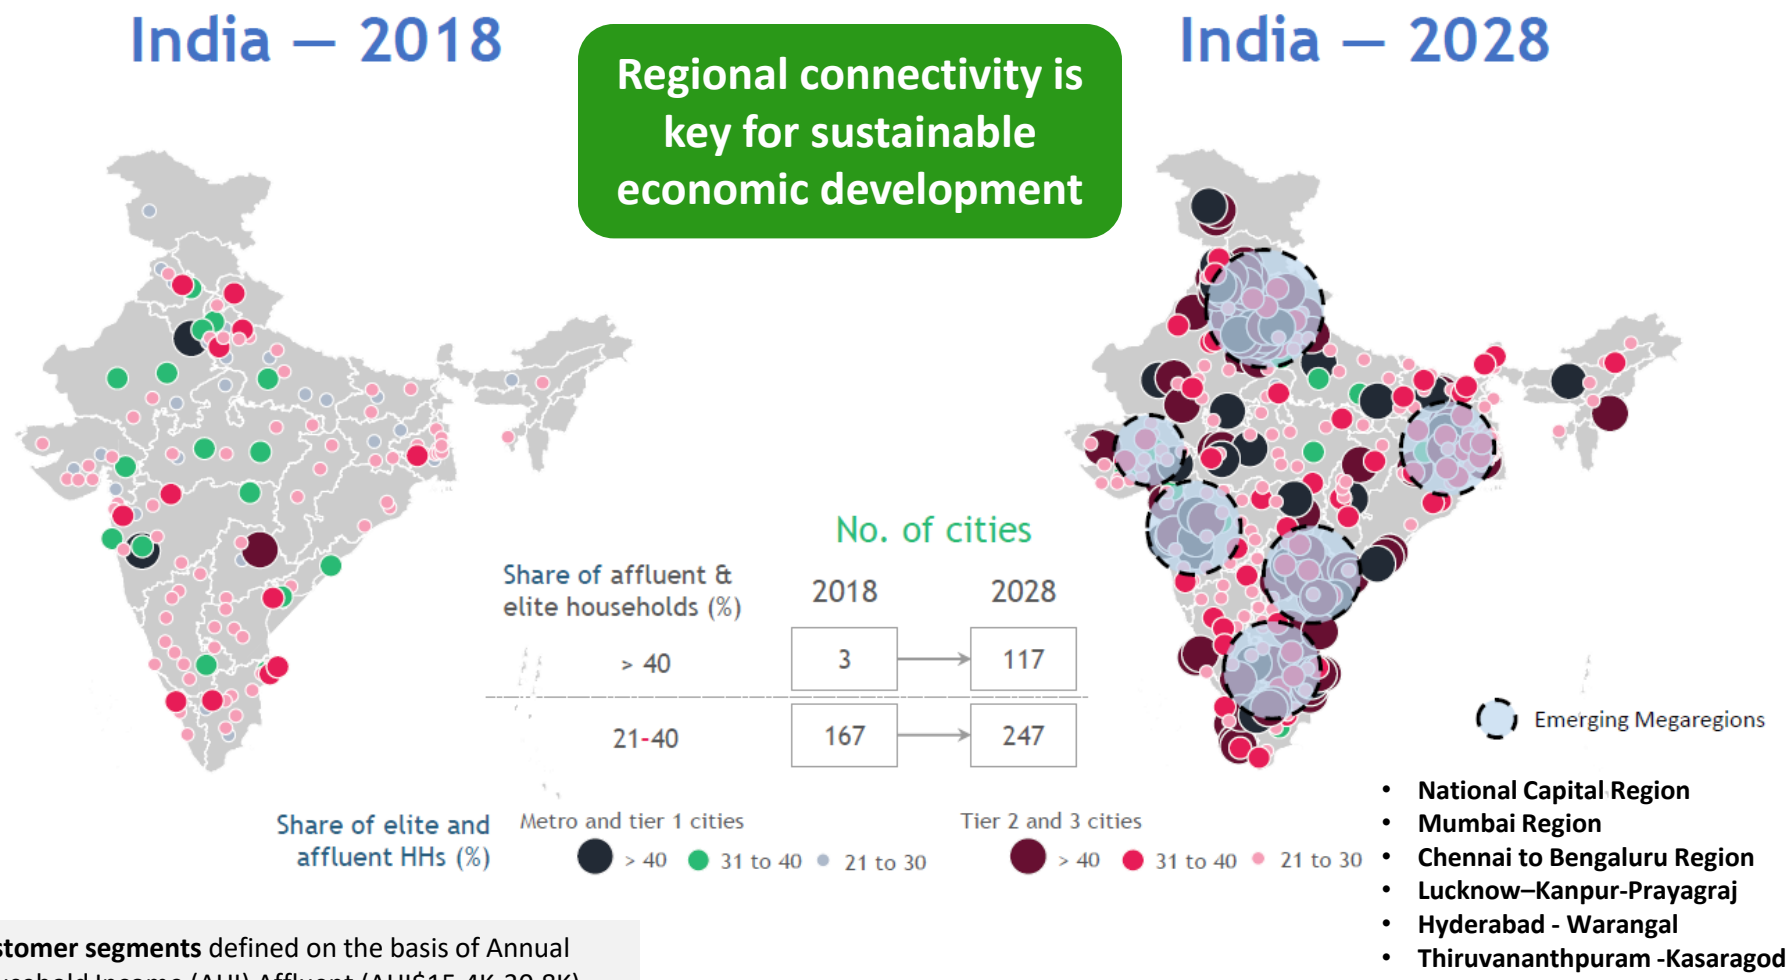 India — 2018
Regional connectivity is
key for sustainable
economic development
India — 2028
No. of cities
Share of affluent &
elite households (%)
2018
2028
> 40
3
117
21-40
167
247
Emerging Megaregions
• National Capital Region
• Mumbai Region
• Chennai to Bengaluru Region
• Lucknow–Kanpur-Prayagraj
• Hyderabad - Warangal
• Thiruvananthpuram -Kasaragod
Share of elite and
affluent HHs (%)
Metro and tier 1 cities
> 40
31 to 40
21 to 30
Tier 2 and 3 cities
> 40
31 to 40
21 to 30
stomer segments defined on the basis of Annual